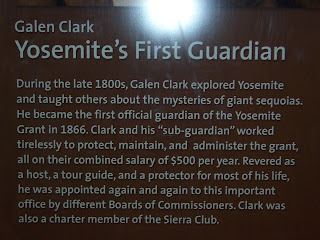 Galen Clark
Yosemite's First Guardian
During the late 1800s, Galen Clark explored Yosemite
and taught others about the mysteries of giant sequoias.
He became the first official guardian of the Yosemite
Grant in 1866. Clark and his “sub-guardian” worked
tirelessly to protect, maintain, and administer the grant,
all on their combined salary of $500 per year. Revered as
a host, a tour guide, and a protector for most of his life,
he was appointed again and again to this important
office by different Boards of Commissioners. Clark was
also a charter member of the Sierra Club.